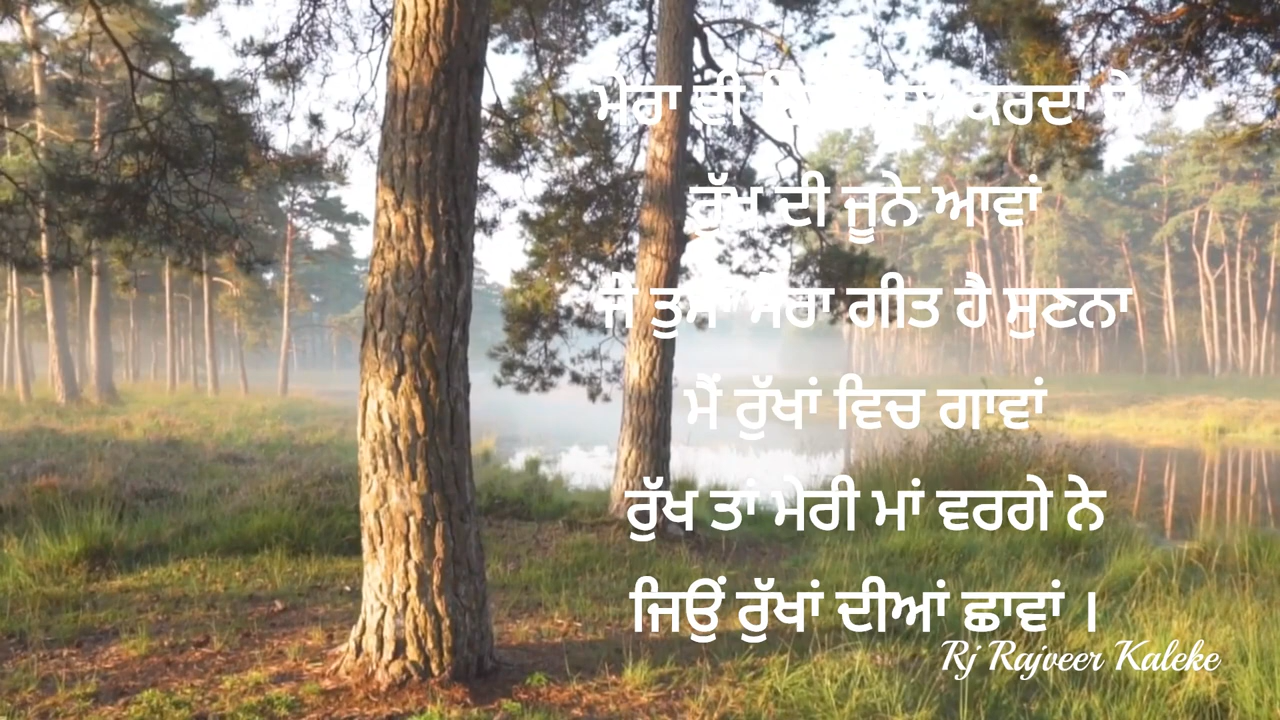 ਮੇਰਾ ਵੀ ਕਰਦਾ ਏ
ਰੁੱਖ ਦੀ ਜੂਨੇ ਆਵਾਂ
ਜੇ ਤੁਸਾਂ ਮੇਰਾ ਗੀਤ ਹੈ ਸੁਣਨਾ
ਮੈਂ ਰੁੱਖਾਂ ਵਿਚ ਗਾਵਾਂ
ਰੁੱਖ ਤਾਂ ਮੇਰੀ ਮਾਂ ਵਰਗੇ ਨੇ
ਜਿਉਂ ਰੁੱਖਾਂ ਦੀਆਂ ਛਾਵਾਂ ।
Rj Rajveer Kaleke